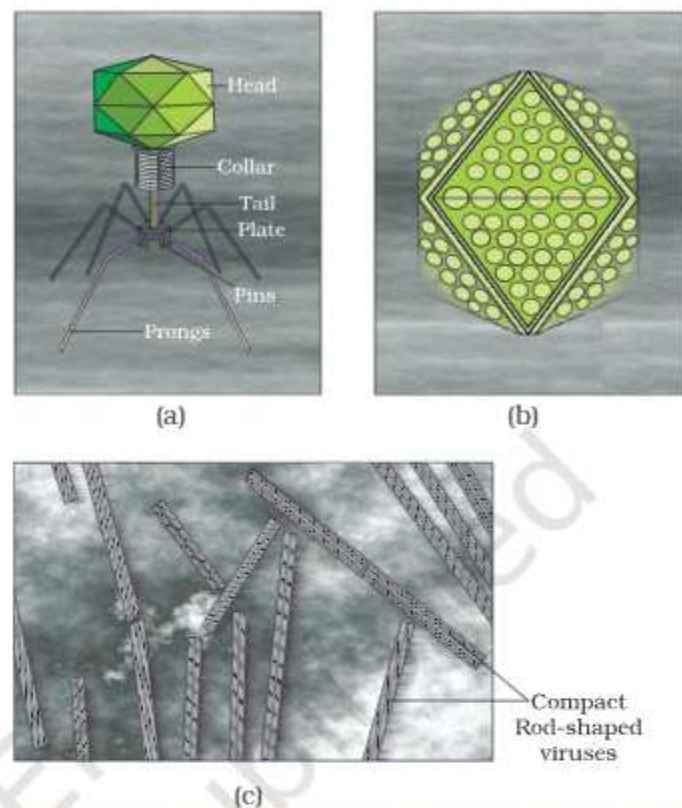 Head
Collar
Tail
Plate
Pins
Prongs
(a)
(b)
Compact
Rod-shaped
viruses
(c)